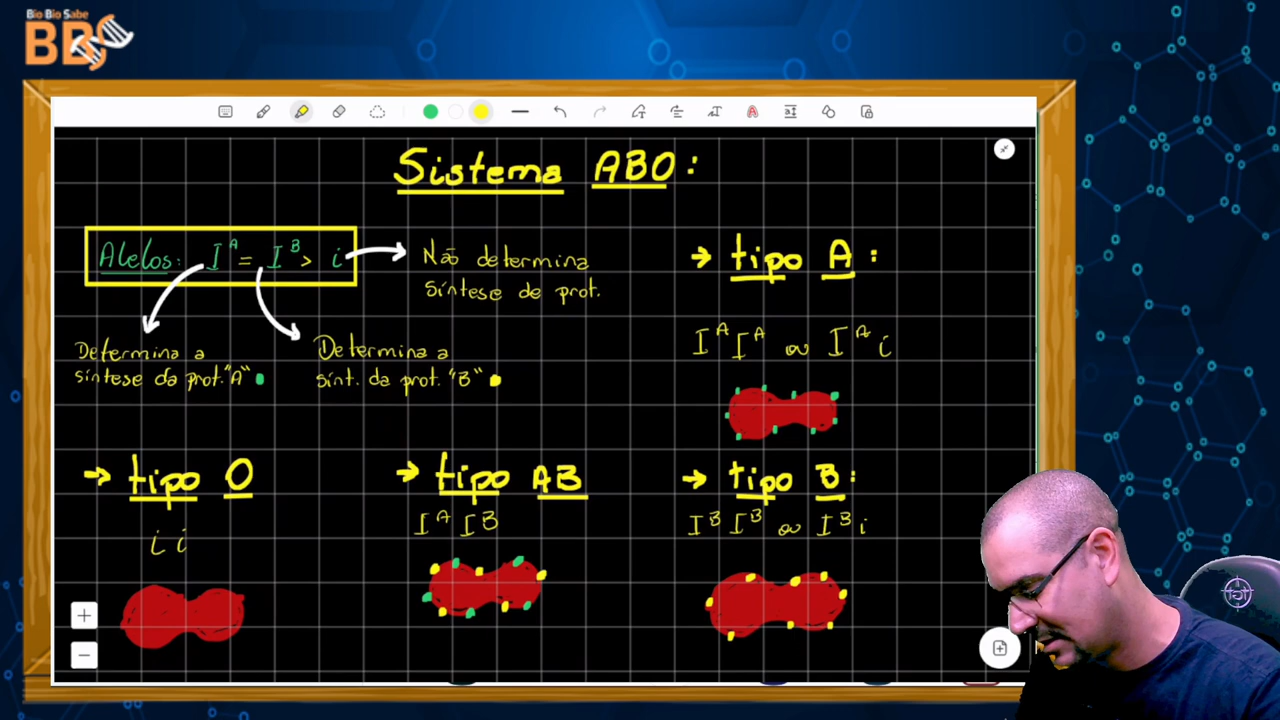 Bio Bio Sabe
BBS
Sistema ABO:
Alelos: I^A = I^B > i
Não determina
síntese de prot.
Determina a
síntese da prot. "A"
Determina a
sínt. da prot. "B"
→ tipo A:
I^A I^A ou I^A i
→ tipo O
i i
→ tipo AB
I^A I^B
→ tipo B:
I^B I^B ou I^B i